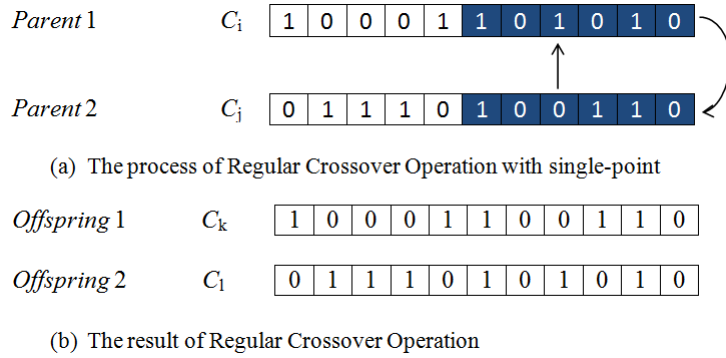 Parent 1 Ci 1 0 0 0 1 1 0 1 0 1 0
Parent 2 Cj 0 1 1 1 0 1 0 0 1 1 0
(a) The process of Regular Crossover Operation with single-point
Offspring 1 Ck 1 0 0 0 1 1 0 0 1 1 0
Offspring 2 Cl 0 1 1 1 0 1 0 1 0 1 0
(b) The result of Regular Crossover Operation